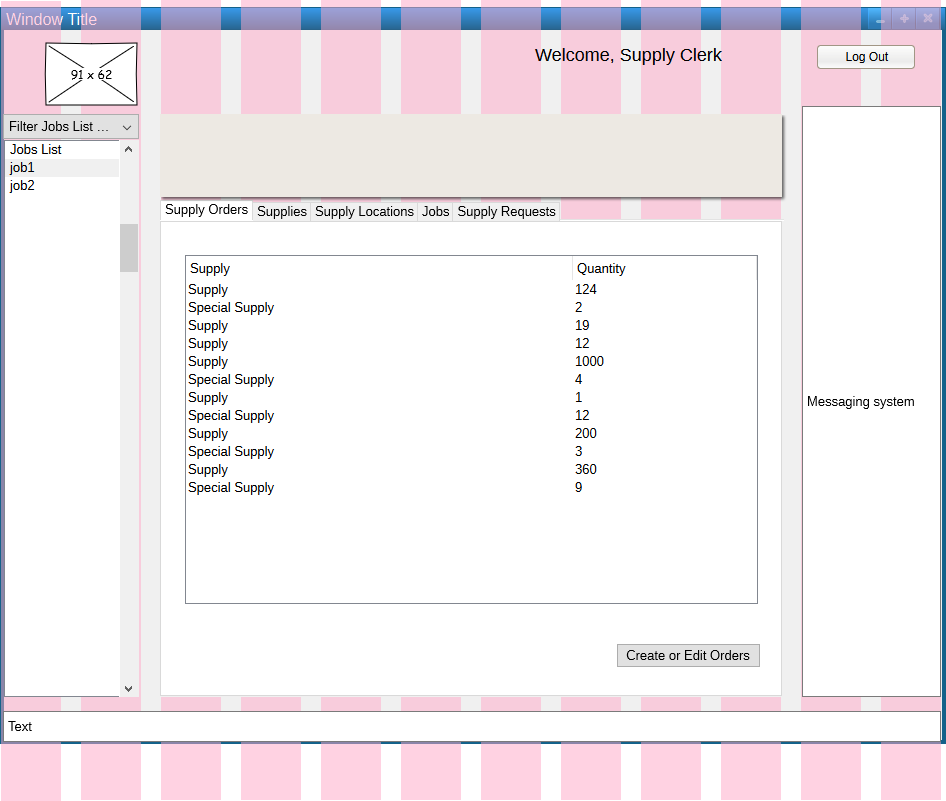 Window Title
91 x 62
Welcome, Supply Clerk
Log Out
Filter Jobs List ...
Jobs List
job1
job2
Supply Orders Supplies Supply Locations Jobs Supply Requests
Supply Quantity
Supply 124
Special Supply 2
Supply 19
Supply 12
Supply 1000
Special Supply 4
Supply 1
Special Supply 12
Supply 200
Special Supply 3
Supply 360
Special Supply 9
Create or Edit Orders
Messaging system
Text